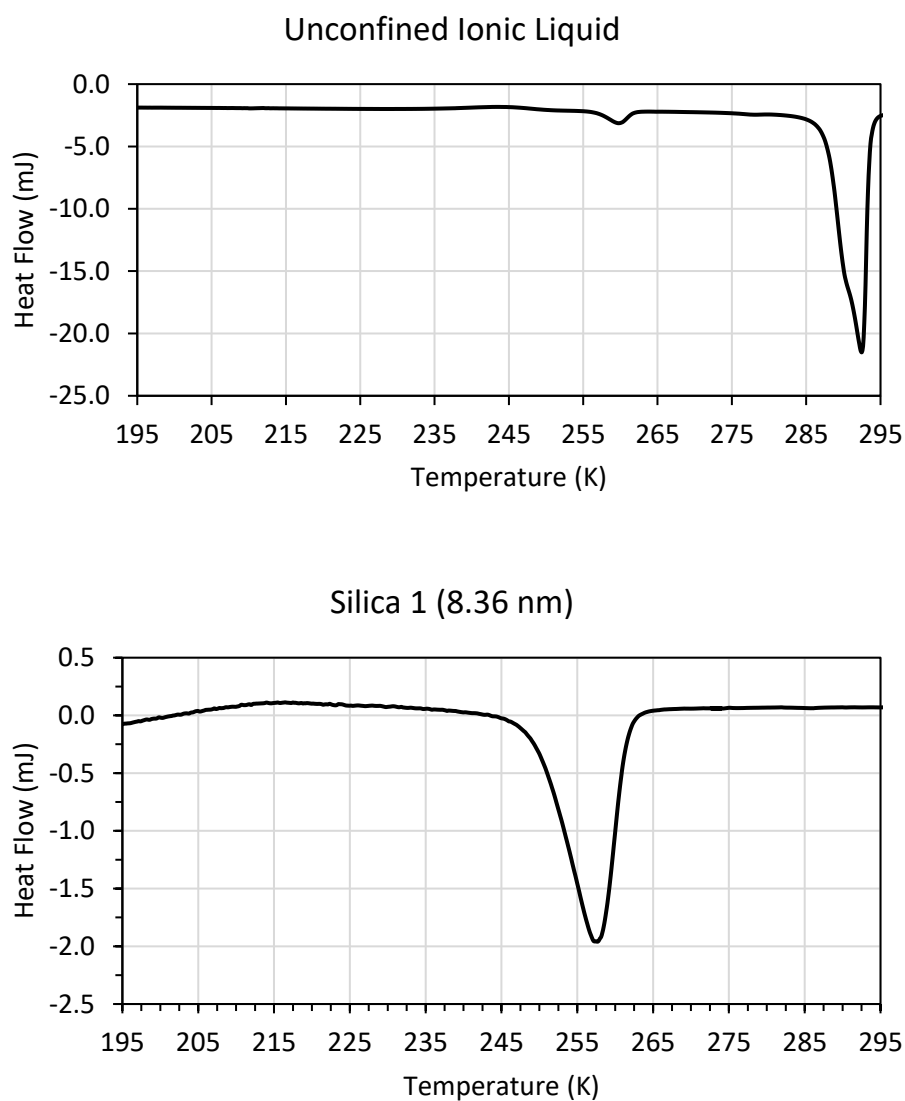 Unconfined Ionic Liquid
0.0
-5.0
-10.0
-15.0
-20.0
-25.0
Heat Flow (mJ)
195 205 215 225 235 245 255 265 275 285 295
Temperature (K)
Silica 1 (8.36 nm)
0.5
0.0
-0.5
-1.0
-1.5
-2.0
-2.5
Heat Flow (mJ)
195 205 215 225 235 245 255 265 275 285 295
Temperature (K)